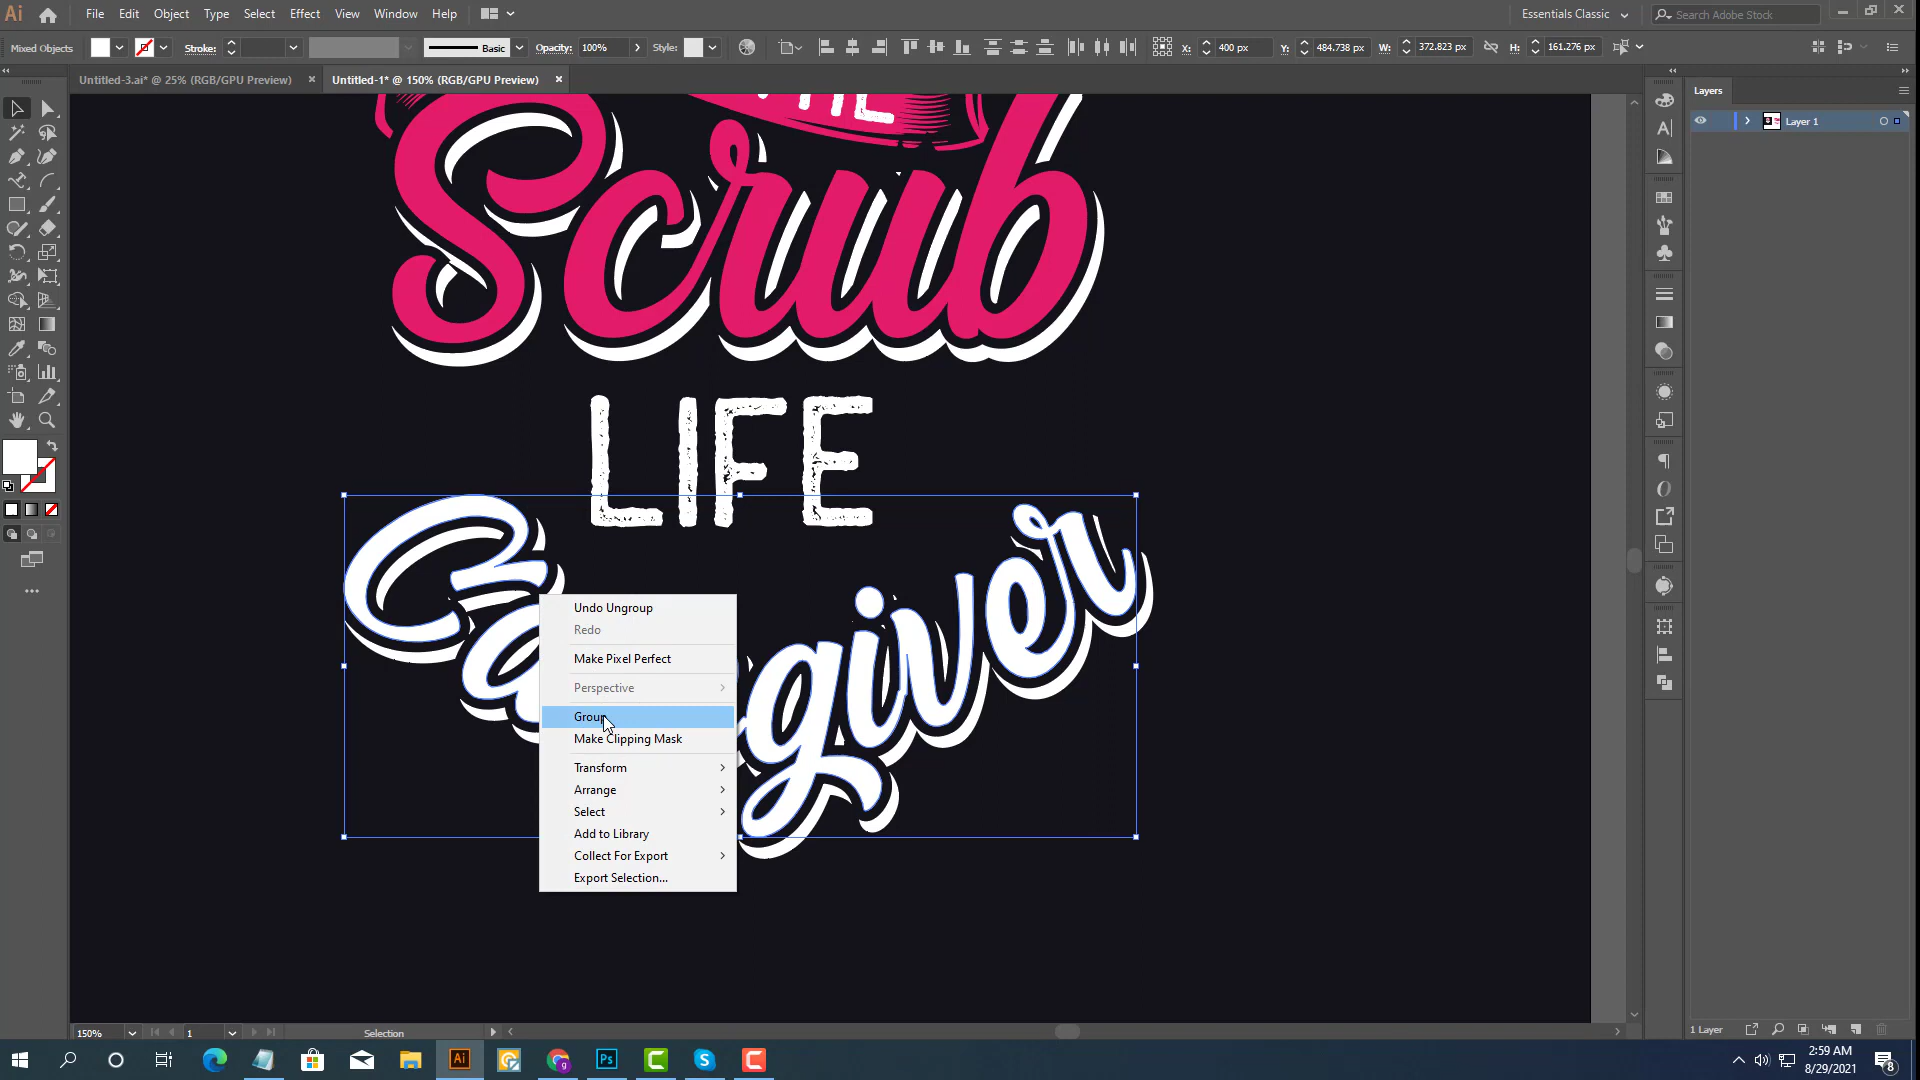 Ai File Edit Object Type Select Effect View Window Help Essentials Classic Search Adobe Stock
Mixed Objects Stroke: Basic Opacity: 100% Style: X: 400 px Y: 484.738 px W: 372.823 px H: 161.276 px
Untitled-3.ai* @ 25% (RGB/GPU Preview) × Untitled-1* @ 150% (RGB/GPU Preview) ×
Layers
Layer 1
Scrub
LIFE
Caregiver
Undo Ungroup
Redo
Make Pixel Perfect
Perspective
Group
Make Clipping Mask
Transform
Arrange
Select
Add to Library
Collect For Export
Export Selection...
150% 1 Selection 1 Layer
Ai Ps 2:59 AM
8/29/2021 8